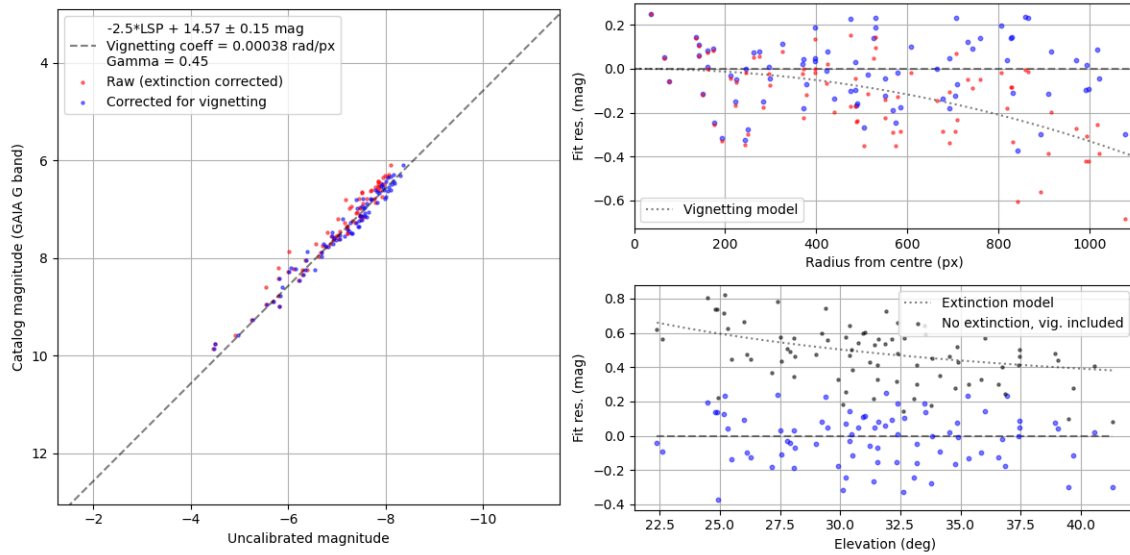 -2.5*LSP + 14.57 ± 0.15 mag
Vignetting coeff = 0.00038 rad/px
Gamma = 0.45
Raw (extinction corrected)
Corrected for vignetting
4
6
8
10
12
Catalog magnitude (GAIA G band)
−2
−4
−6
−8
−10
Uncalibrated magnitude
0.2
0.0
−0.2
−0.4
−0.6
Fit res. (mag)
Vignetting model
0
200
400
600
800
1000
Radius from centre (px)
0.8
0.6
0.4
0.2
0.0
−0.2
−0.4
Fit res. (mag)
Extinction model
No extinction, vig. included
22.5
25.0
27.5
30.0
32.5
35.0
37.5
40.0
Elevation (deg)